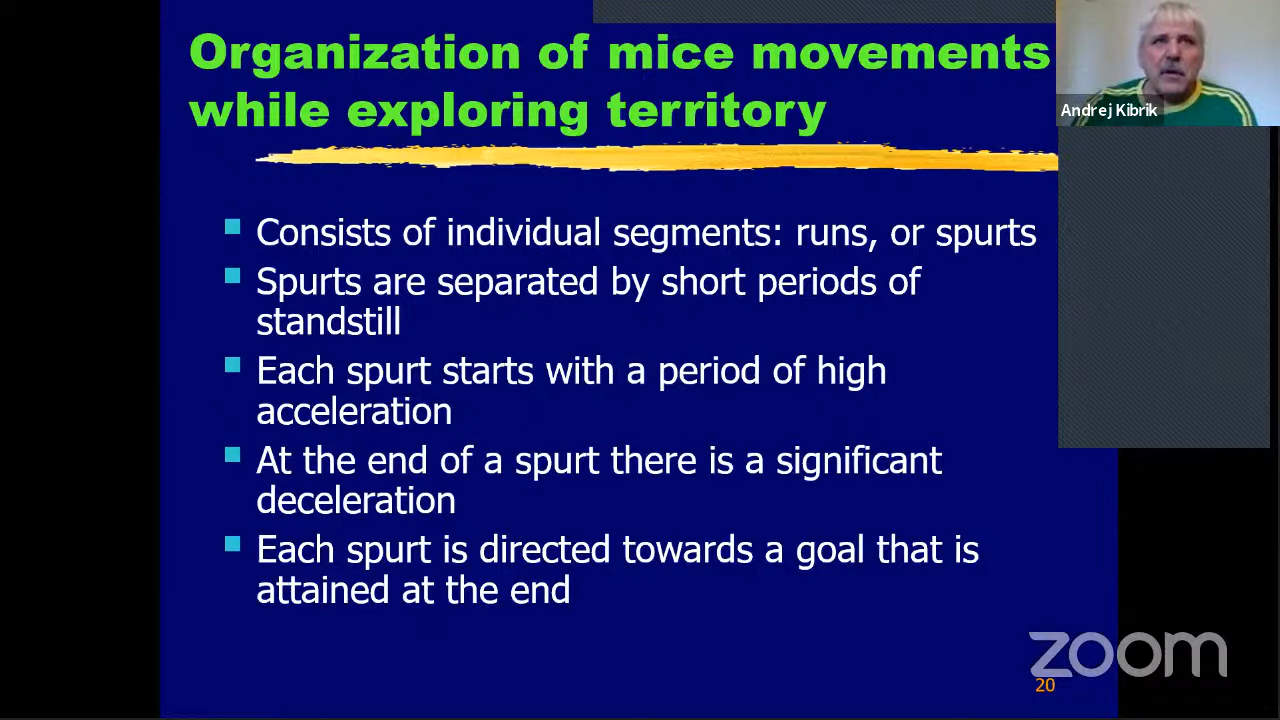 Organization of mice movements
while exploring territory
Andrej Kibrik
Consists of individual segments: runs, or spurts
Spurts are separated by short periods of
standstill
Each spurt starts with a period of high
acceleration
At the end of a spurt there is a significant
deceleration
Each spurt is directed towards a goal that is
attained at the end
zoom
20